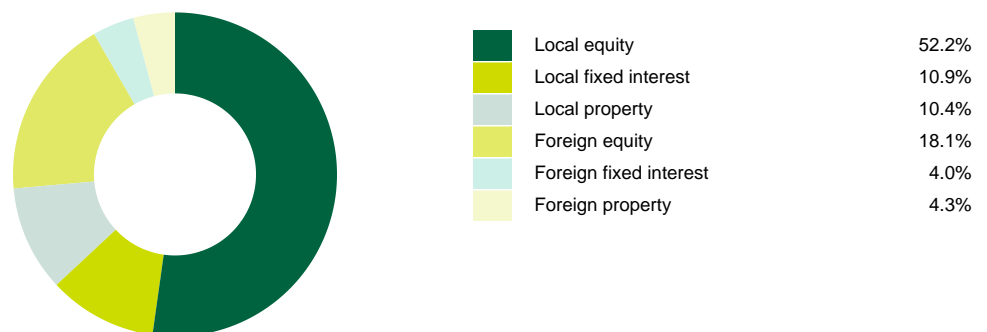 Local equity 52.2%
Local fixed interest 10.9%
Local property 10.4%
Foreign equity 18.1%
Foreign fixed interest 4.0%
Foreign property 4.3%